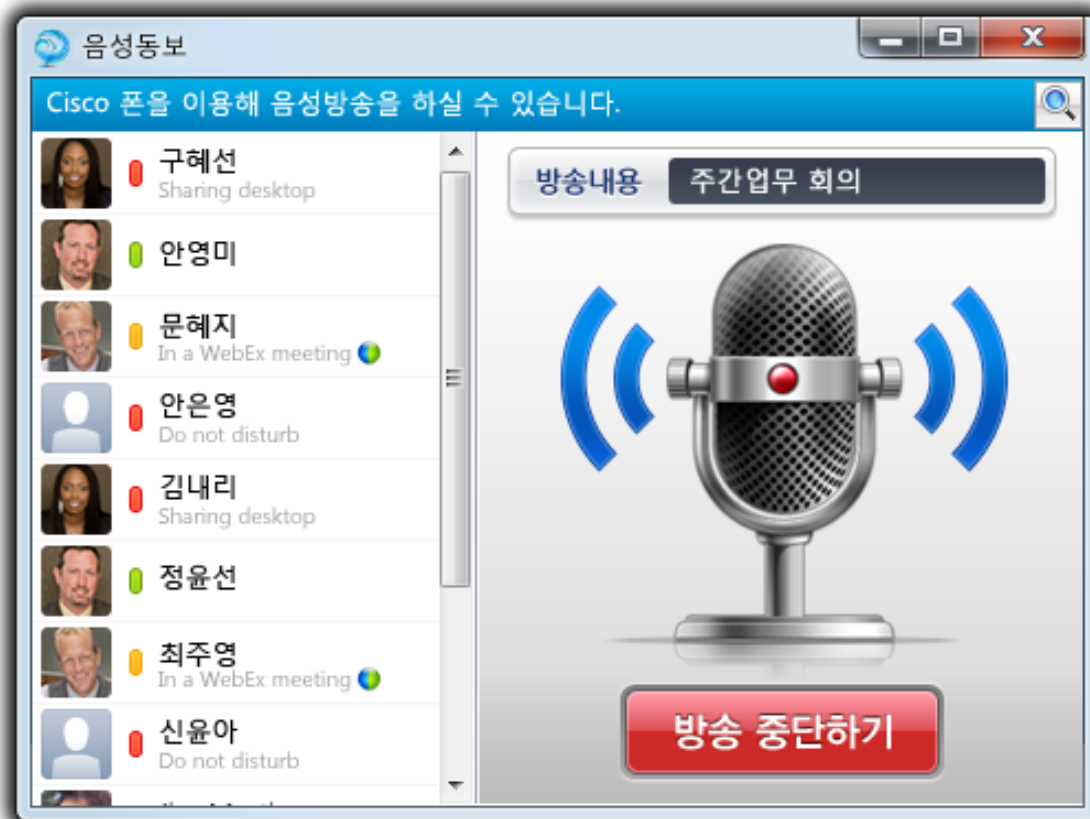 음성동보
Cisco 폰을 이용해 음성방송을 하실 수 있습니다.
구혜선
Sharing desktop
안영미
문혜지
In a WebEx meeting
안은영
Do not disturb
김내리
Sharing desktop
정윤선
최주영
In a WebEx meeting
신윤아
Do not disturb
방송내용 주간업무 회의
방송 중단하기